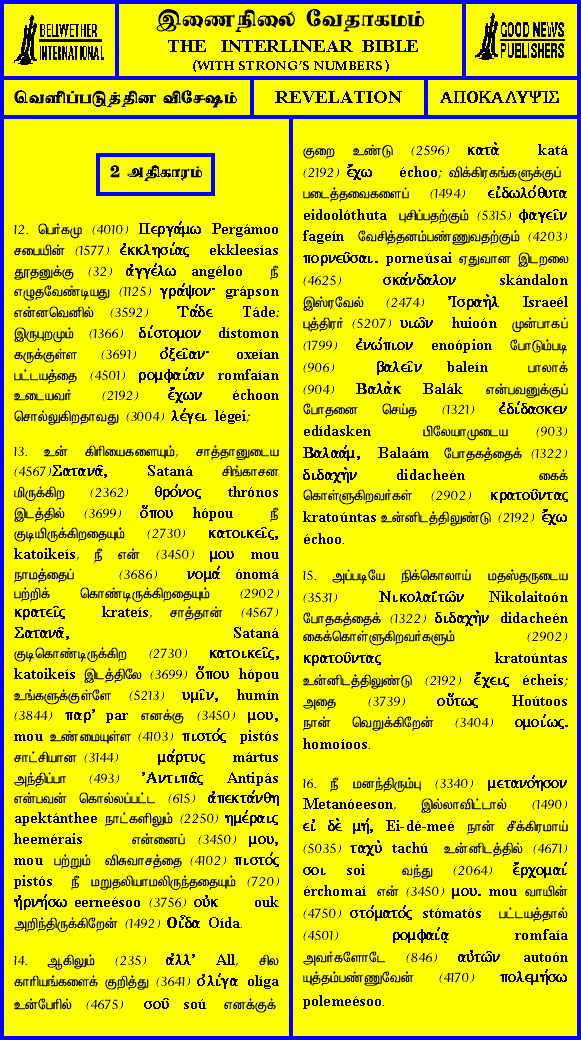 BELLWETHER
INTERNATIONAL
இணைநிலை வேதாகமம்
THE INTERLINEAR BIBLE
(WITH STRONG'S NUMBERS)
GOOD NEWS
PUBLISHERS
வெளிப்படுத்தின விசேஷம்
REVELATION
ΑΠΟΚΑΛΥΨΙΣ
2 அதிகாரம்
12. பெர்கமு (4010) Περγάμω Pergámoo
சபையின் (1577) ἐκκλησίας ekkleesías
தூதனுக்கு (32) ἀγγέλω angéloo நீ
எழுதவேண்டியது (1125) γράψον· grápson
என்னவெனில் (3592) Τάδε Táde:
இருபுறமும் (1366) δίστομον dístomon
கருக்குள்ள (3691) ὀξεῖαν· oxeían
பட்டயத்தை (4501) ρομφαίαν romfaían
உடையவர் (2192) ἔχων échoon
சொல்லுகிறதாவது (3004) λέγει légei;
13. உன் கிரியைகளையும், சாத்தானுடைய
(4567)Σατανᾶ, Sataná சிங்காசன
மிருக்கிற (2362) θρόνος thrónos
இடத்தில் (3699) ὅπου hópou நீ
குடியிருக்கிறதையும் (2730) κατοικεῖς,
katoikeís, நீ என் (3450) μου mou
நாமத்தைப் (3686) νομά ónomá
பற்றிக் கொண்டிருக்கிறதையும் (2902)
κρατεῖς krateís, சாத்தான் (4567)
Σατανᾶ, Sataná
குடிகொண்டிருக்கிற (2730) κατοικεῖς,
katoikeís இடத்திலே (3699) ὅπου hópou
உங்களுக்குள்ளே (5213) υμῖν, humín
(3844) παρ' par எனக்கு (3450) μου,
mou உண்மையுள்ள (4103) πιστός pistós
சாட்சியான (3144) μάρτυς mártus
அந்திப்பா (493) Ἀντιπᾶς Antipás
என்பவன் கொல்லப்பட்ட (615) ἀπεκτάνθη
apektánthee நாட்களிலும் (2250) ημέραις
heemérais என்னைப் (3450) μου,
mou பற்றும் விசுவாசத்தை (4102) πιστός
pistós நீ மறுதலியாமலிருந்ததையும் (720)
ἠρνήσω eerneésoo (3756) οὐκ ouk
அறிந்திருக்கிறேன் (1492) Οἶδα Oída.
14. ஆகிலும் (235) ἀλλ' All, சில
காரியங்களைக் குறித்து (3641) ὀλίγα olíga
உன்பேரில் (4675) σοῦ soú எனக்குக்
குறை உண்டு (2596) κατὰ katá
(2192) ἔχω échoo; விக்கிரகங்களுக்குப்
படைத்தவைகளைப் (1494) εἰδωλόθυτα
eidoolóthuta புசிப்பதற்கும் (5315) φαγεῖν
fageín வேசித்தனம்பண்ணுவதற்கும் (4203)
πορνεῦσαι. porneúsai ஏதுவான இடறலை
(4625) σκάνδαλον skándalon
இஸ்ரவேல் (2474) Ἰσραὴλ Israeél
புத்திரர் (5207) υιῶν huioón முன்பாகப்
(1799) ἐνώπιον enoópion போடும்படி
(906) βαλεῖν baleín பாலாக்
(904) Βαλὰκ Balák என்பவனுக்குப்
போதனை செய்த (1321) ἐδίδασκεν
edídasken பிலேயாமுடைய (903)
Βαλαάμ, Balaám போதகத்தைக் (1322)
διδαχὴν didacheén கைக்
கொள்ளுகிறவர்கள் (2902) κρατοῦντας
kratoúntas உன்னிடத்திலுண்டு (2192) ἔχω
échoo.
15. அப்படியே நிக்கொலாய் மதஸ்தருடைய
(3531) Νικολαΐτῶν Nikolaitoón
போதகத்தைக் (1322) διδαχὴν didacheén
கைக்கொள்ளுகிறவர்களும் (2902)
κρατοῦντας kratoúntas
உன்னிடத்திலுண்டு (2192) ἔχεις écheis;
அதை (3739) οὕτως Hoútoos
நான் வெறுக்கிறேன் (3404) ομοίως.
homoíoos.
16. நீ மனந்திரும்பு (3340) μετανόησον
Metanóeeson, இல்லாவிட்டால் (1490)
εἰ δὲ μή, Ei-dé-meé நான் சீக்கிரமாய்
(5035) ταχὺ tachú உன்னிடத்தில் (4671)
σοι soi வந்து (2064) ἔρχομαί
érchomaí என் (3450) μου. mou வாயின்
(4750) στόματός stómatós பட்டயத்தால்
(4501) ρομφαίᾳ romfaía
அவர்களோடே (846) αὐτῶν autoón
யுத்தம்பண்ணுவேன் (4170) πολεμήσω
polemeésoo.